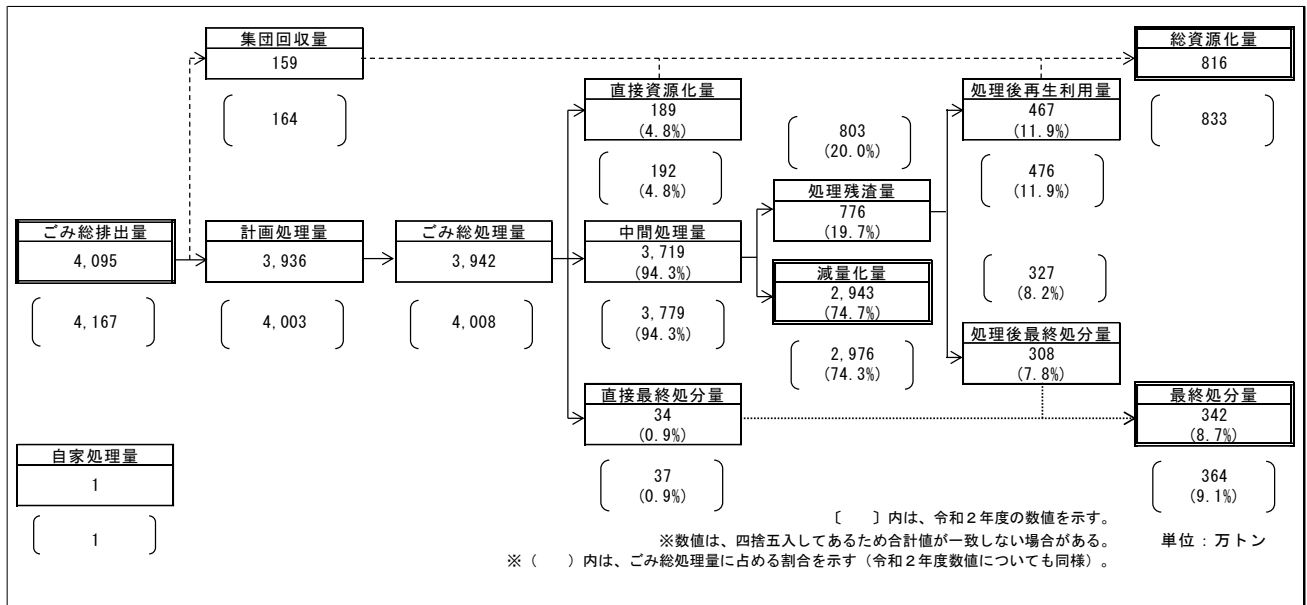 集団回収量
159
164
総資源化量
816
833
直接資源化量
189
(4.8%)
192
(4.8%)
803
(20.0%)
処理後再生利用量
467
(11.9%)
476
(11.9%)
ごみ総排出量
4,095
4,167
計画処理量
3,936
4,003
ごみ総処理量
3,942
4,008
中間処理量
3,719
(94.3%)
3,779
(94.3%)
処理残渣量
776
(19.7%)
減量化量
2,943
(74.7%)
2,976
(74.3%)
327
(8.2%)
処理後最終処分量
308
(7.8%)
直接最終処分量
34
(0.9%)
37
(0.9%)
最終処分量
342
(8.7%)
364
(9.1%)
自家処理量
1
1
〔　　〕内は、令和２年度の数値を示す。
※数値は、四捨五入してあるため合計値が一致しない場合がある。
単位：万トン
※（　　）内は、ごみ総処理量に占める割合を示す（令和２年度数値についても同様）。